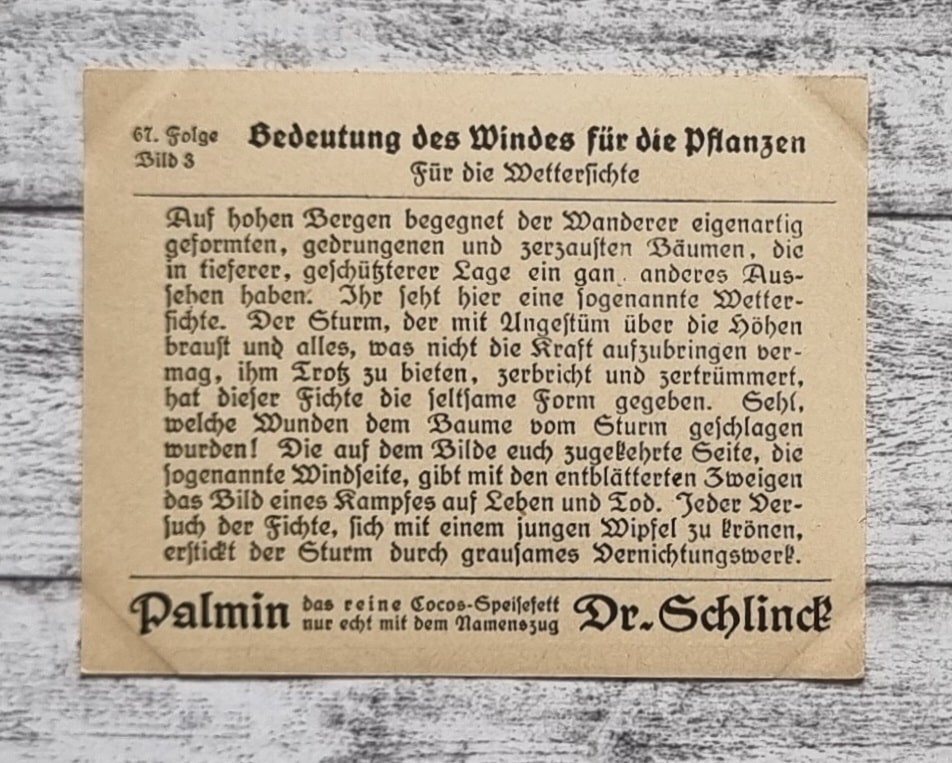 67. Folge
Bild 3
Bedeutung des Windes für die Pflanzen
Für die Wetterfichte
Auf hohen Bergen begegnet der Wanderer eigenartig
geformten, gedrungenen und zerzausten Bäumen, die
in tieferer, geschützterer Lage ein gan. anderes Aus-
sehen haben. Ihr seht hier eine sogenannte Wetter-
fichte. Der Sturm, der mit Ungestüm über die Höhen
braust und alles, was nicht die Kraft aufzubringen ver-
mag, ihm Trotz zu bieten, zerbricht und zertrümmert,
hat dieser Fichte die seltsame Form gegeben. Seht,
welche Wunden dem Baume vom Sturm geschlagen
wurden! Die auf dem Bilde euch zugekehrte Seite, die
sogenannte Windseite, gibt mit den entblätterten Zweigen
das Bild eines Kampfes auf Leben und Tod. Jeder Ver-
such der Fichte, sich mit einem jungen Wipfel zu krönen,
erstickt der Sturm durch grausames Vernichtungswerk.
Palmin das reine Cocos-Speisefett Dr. Schlinck
nur echt mit dem Namenszug